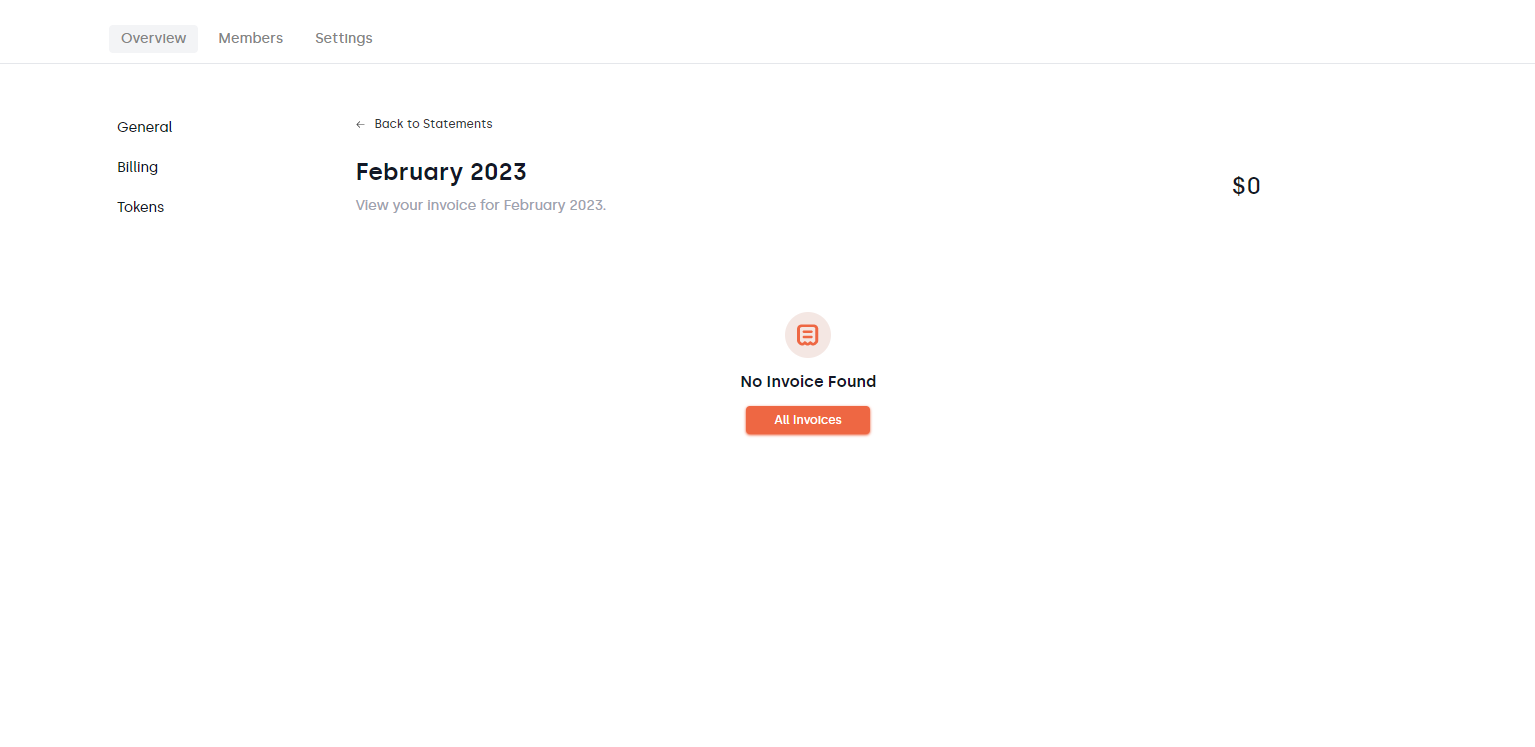 Overview Members Settings
General
Billing
Tokens
← Back to Statements
February 2023
$0
View your invoice for February 2023.
No Invoice Found
All Invoices